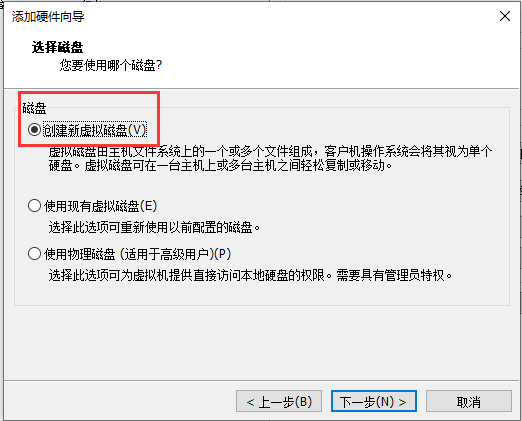 添加硬件向导
选择磁盘
您要使用哪个磁盘?
磁盘
创建新虚拟磁盘(V)
虚拟磁盘由主机文件系统上的一个或多个文件组成，客户机操作系统会将其视为单个
硬盘。虚拟磁盘可在一台主机上或多台主机之间轻松复制或移动。
使用现有虚拟磁盘(E)
选择此选项可重新使用以前配置的磁盘。
使用物理磁盘 (适用于高级用户)(P)
选择此选项可为虚拟机提供直接访问本地硬盘的权限。需要具有管理员特权。
< 上一步(B)
下一步(N) >
取消